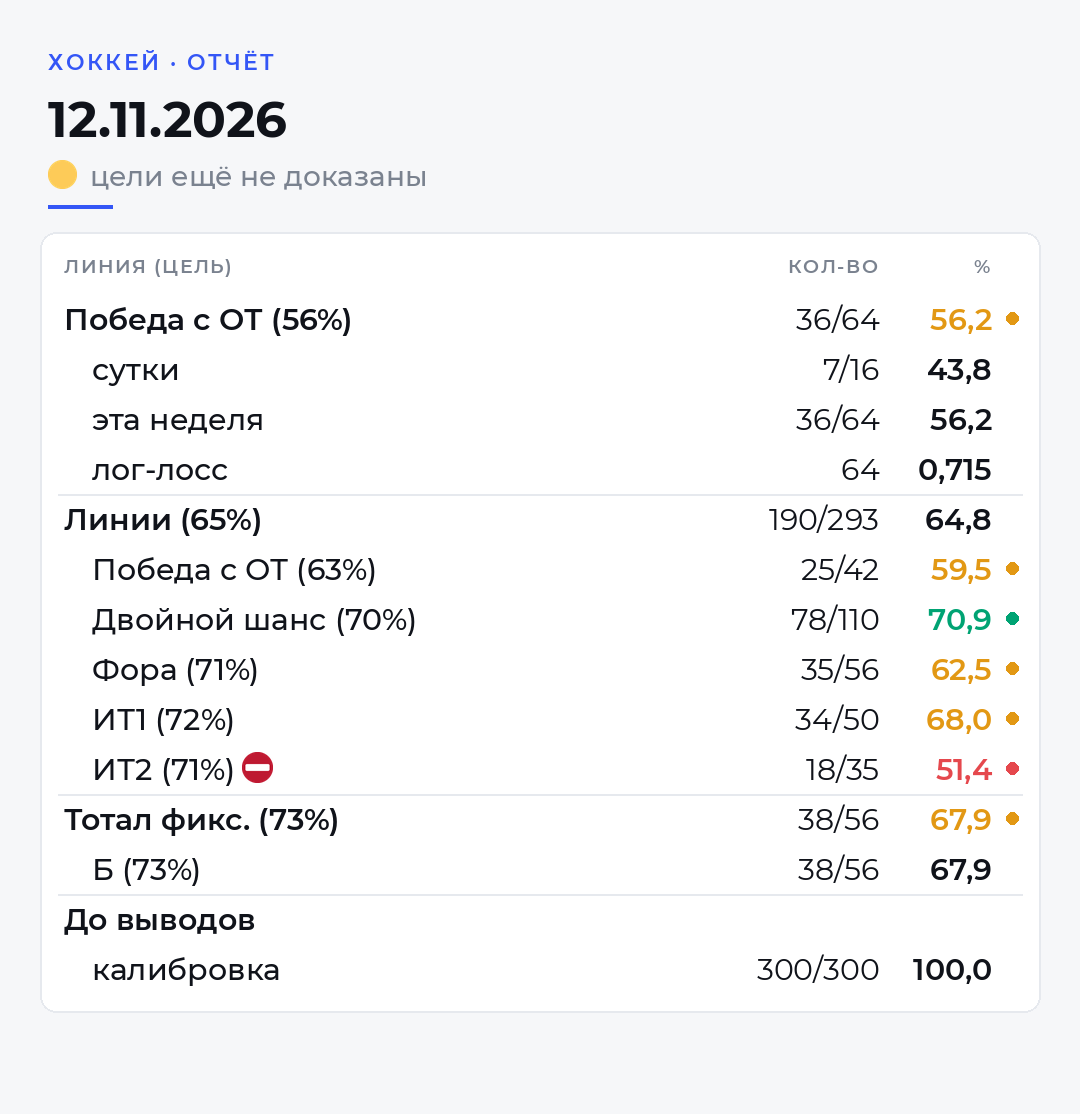 ХОККЕЙ · ОТЧЁТ
12.11.2026
цели ещё не доказаны
ЛИНИЯ (ЦЕЛЬ) КОЛ-ВО %
Победа с ОТ (56%) 36/64 56,2
сутки 7/16 43,8
эта неделя 36/64 56,2
лог-лосс 64 0,715
Линии (65%) 190/293 64,8
Победа с ОТ (63%) 25/42 59,5
Двойной шанс (70%) 78/110 70,9
Фора (71%) 35/56 62,5
ИТ1 (72%) 34/50 68,0
ИТ2 (71%) 18/35 51,4
Тотал фикс. (73%) 38/56 67,9
Б (73%) 38/56 67,9
До выводов
калибровка 300/300 100,0